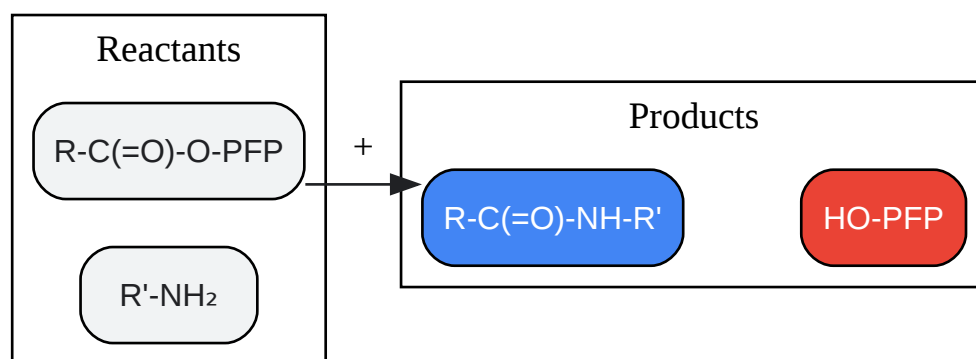 Reactants
R-C(=O)-O-PFP
R'-NH₂
+
Products
R-C(=O)-NH-R'
HO-PFP